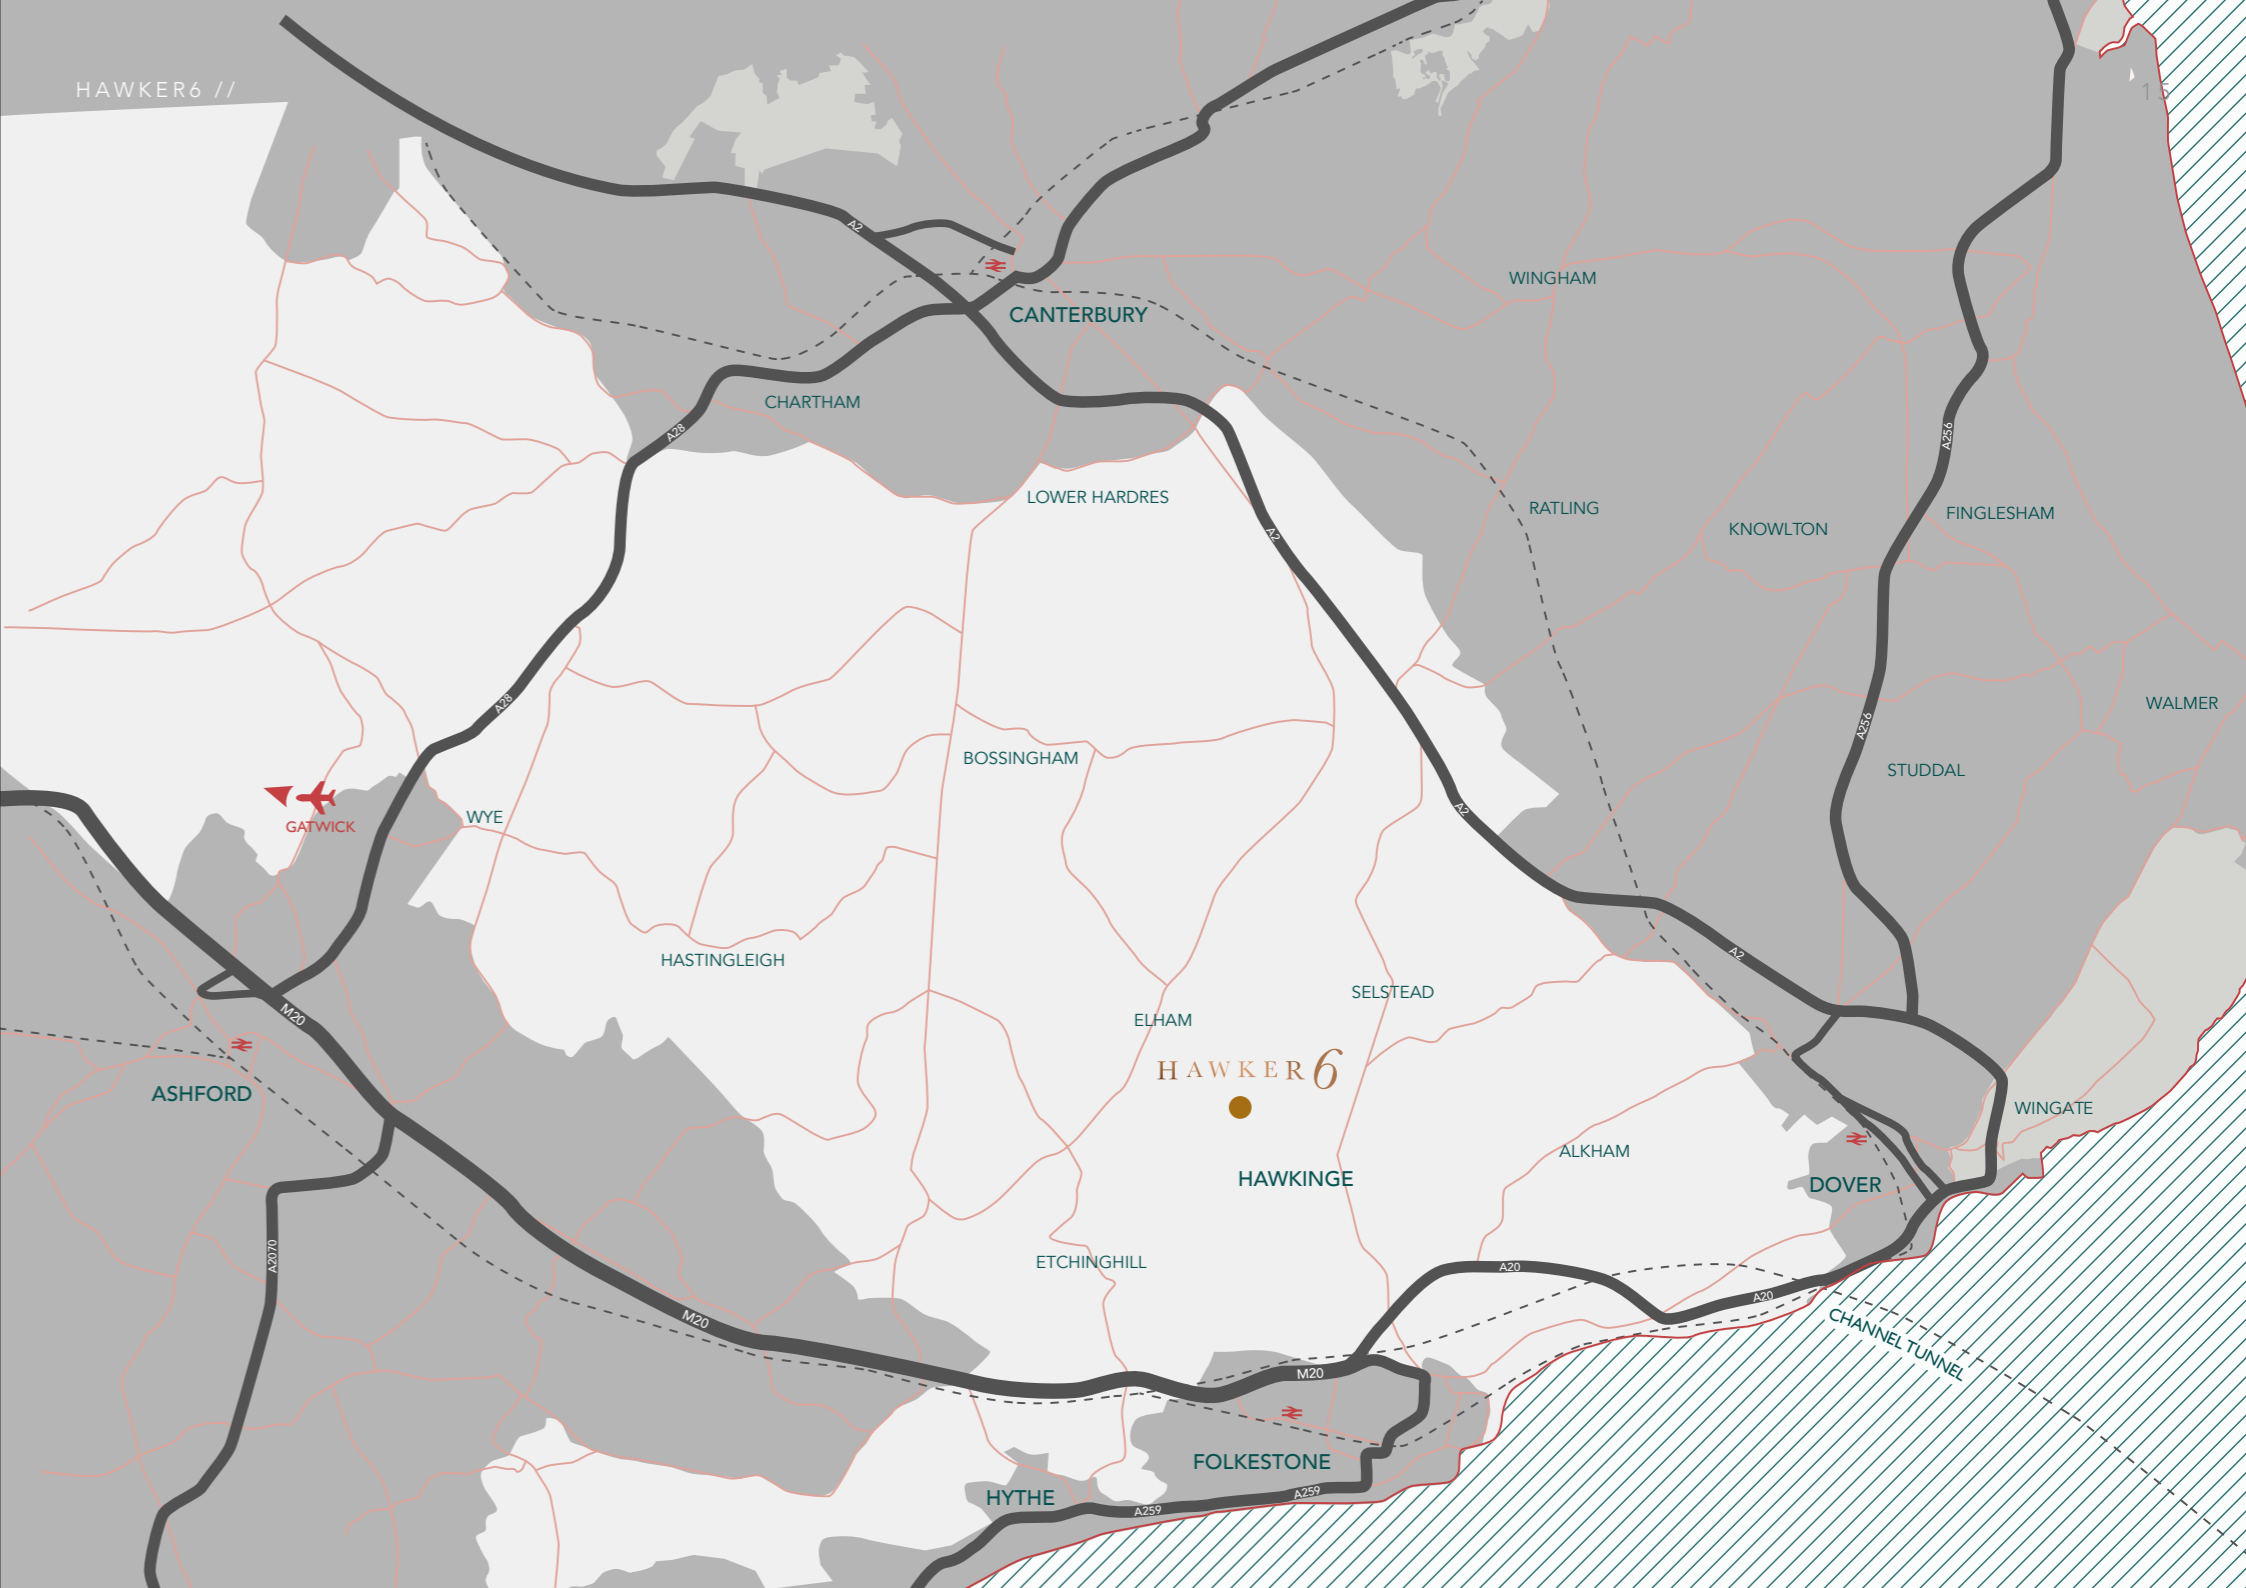 HAWKER6 //
15
A2
WINGHAM
CANTERBURY
CHARTHAM
A28
A256
LOWER HARDRES
RATLING
FINGLESHAM
KNOWLTON
A2
A28
WALMER
A256
BOSSINGHAM
STUDDAL
GATWICK
WYE
A2
HASTINGLEIGH
A2
SELSTEAD
M20
ELHAM
HAWKER 6
ASHFORD
WINGATE
ALKHAM
HAWKINGE
DOVER
A2070
ETCHINGHILL
A20
A20
M20
CHANNEL TUNNEL
M20
FOLKESTONE
HYTHE
A259
A259